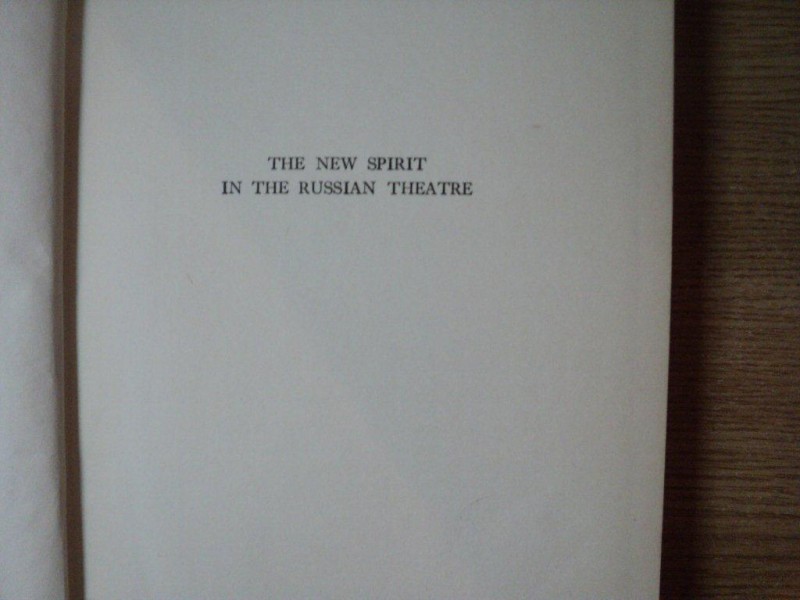 THE NEW SPIRIT
IN THE RUSSIAN THEATRE